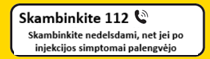 Skambinkite 112
Skambinkite nedelsdami, net jei po
injekcijos simptomai palengvėjo